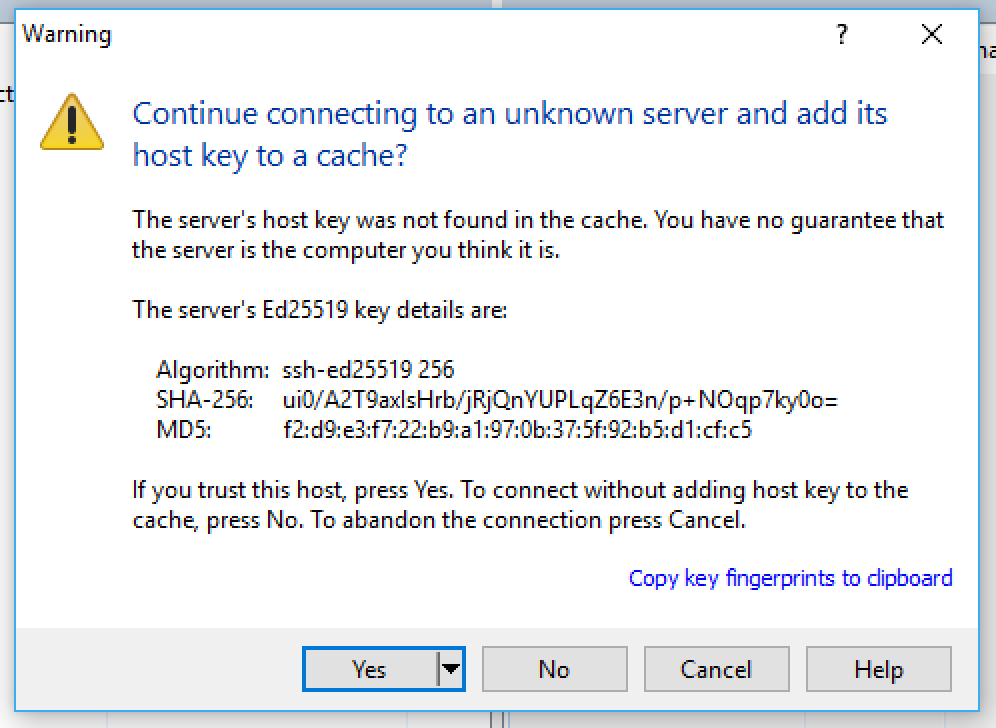 Warning
?
Continue connecting to an unknown server and add its
host key to a cache?
The server's host key was not found in the cache. You have no guarantee that
the server is the computer you think it is.
The server's Ed25519 key details are:
Algorithm: ssh-ed25519 256
SHA-256: ui0/A2T9axIsHrb/jRjQnYUPLqZ6E3n/p+NOqp7ky0o=
MD5: f2:d9:e3:f7:22:b9:a1:97:0b:37:5f:92:b5:d1:cf:c5
If you trust this host, press Yes. To connect without adding host key to the
cache, press No. To abandon the connection press Cancel.
Copy key fingerprints to clipboard
Yes No Cancel Help